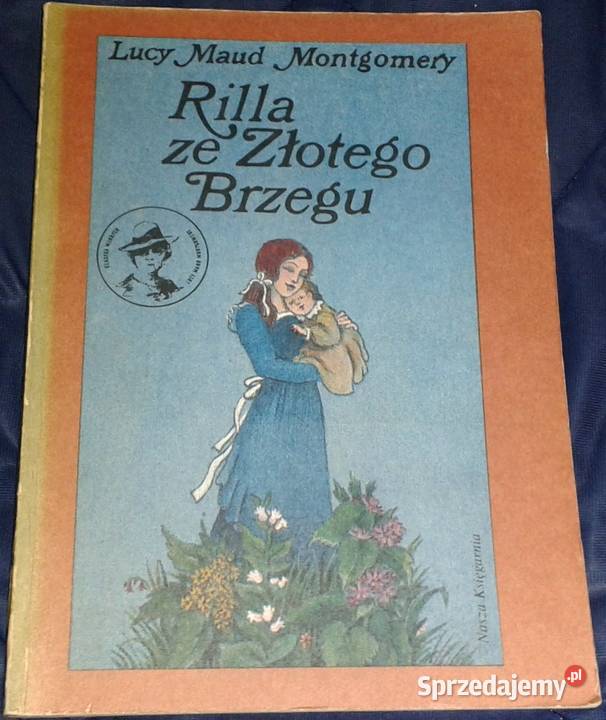 Lucy Maud Montgomery
Rilla
ze Złotego
Brzegu
Nasza Księgarnia
Sprzedajemy.pl